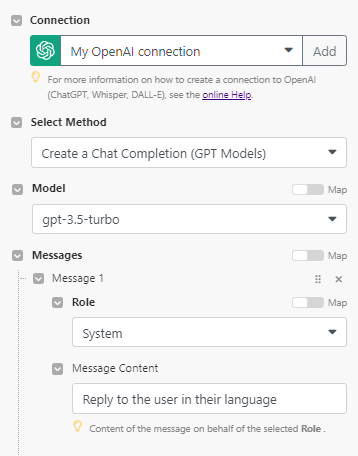 Connection
My OpenAI connection
Add
For more information on how to create a connection to OpenAI
(ChatGPT, Whisper, DALL-E), see the online Help.
Select Method
Create a Chat Completion (GPT Models)
Model
Map
gpt-3.5-turbo
Messages
Map
Message 1
Role
Map
System
Message Content
Reply to the user in their language
Content of the message on behalf of the selected Role .